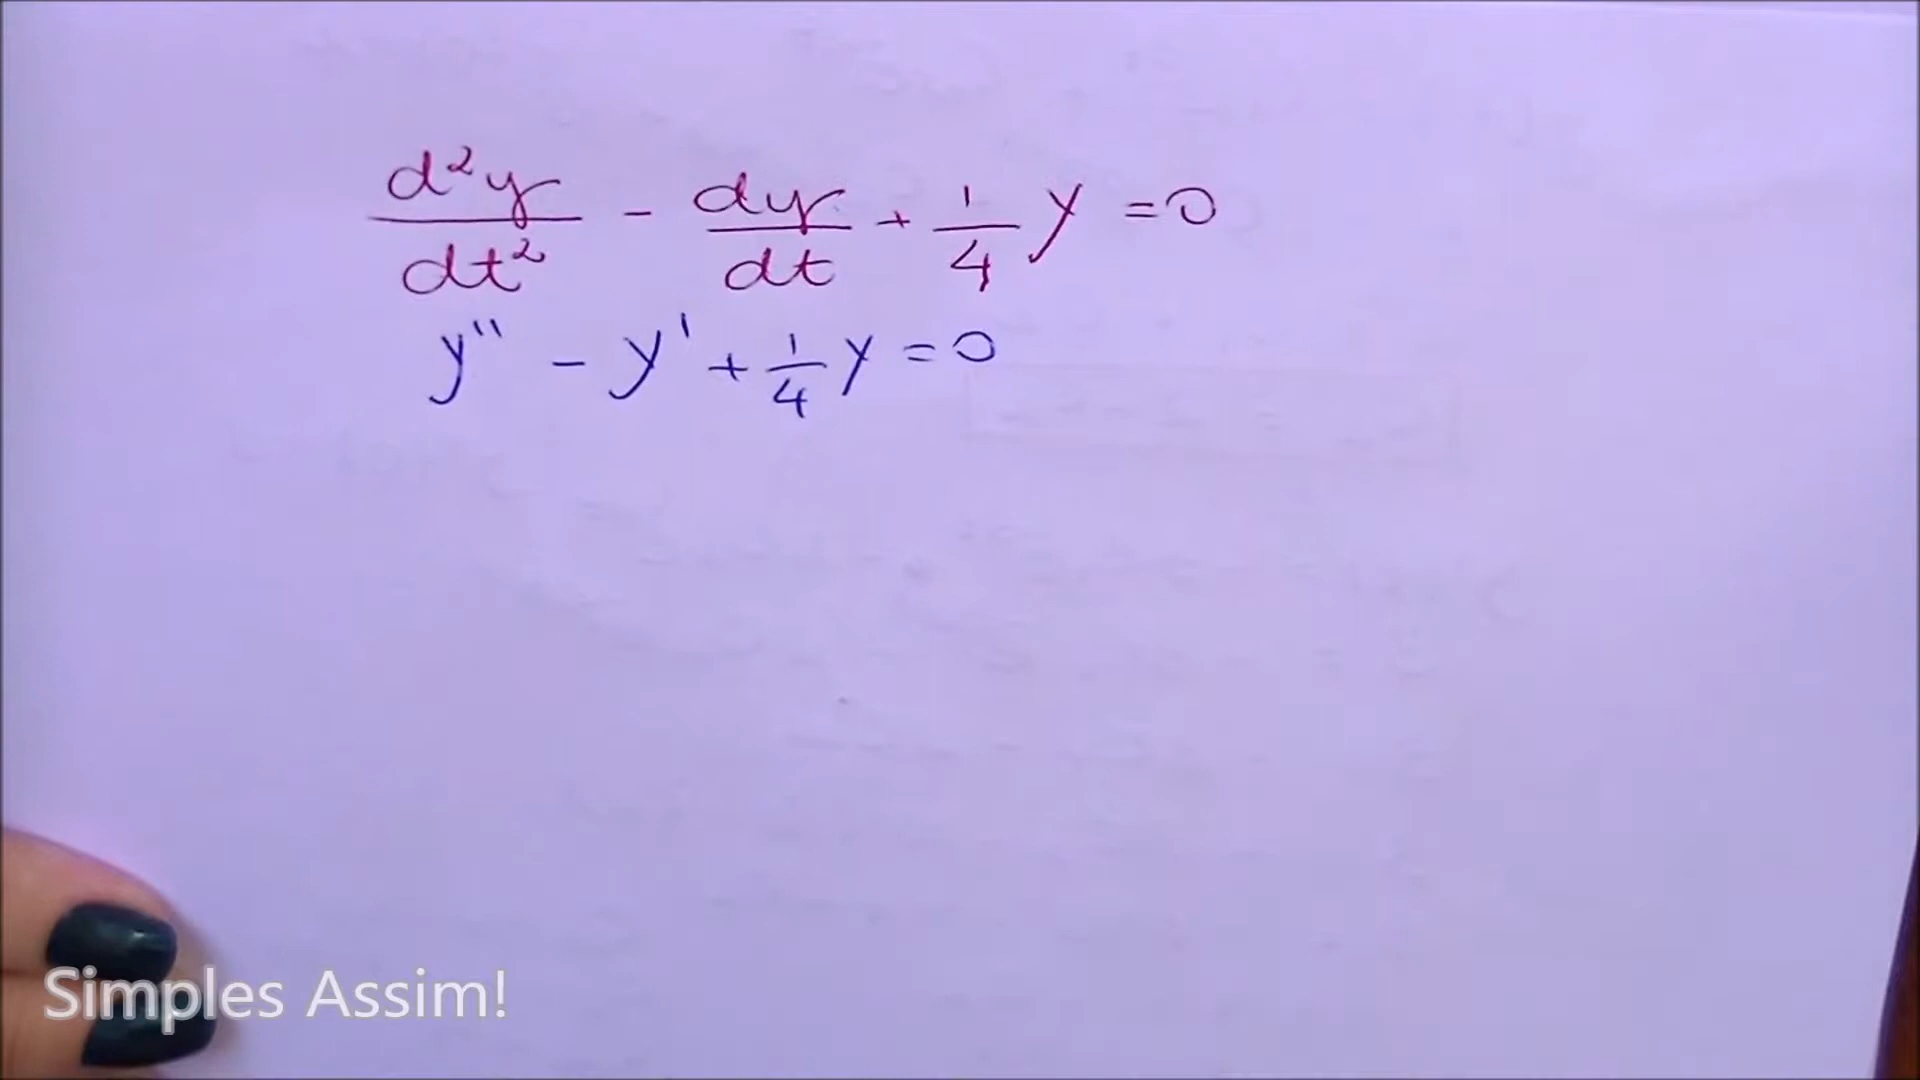 d²y/dt² - dy/dt + 1/4 y = 0
y'' - y' + 1/4 y = 0
Simples Assim!